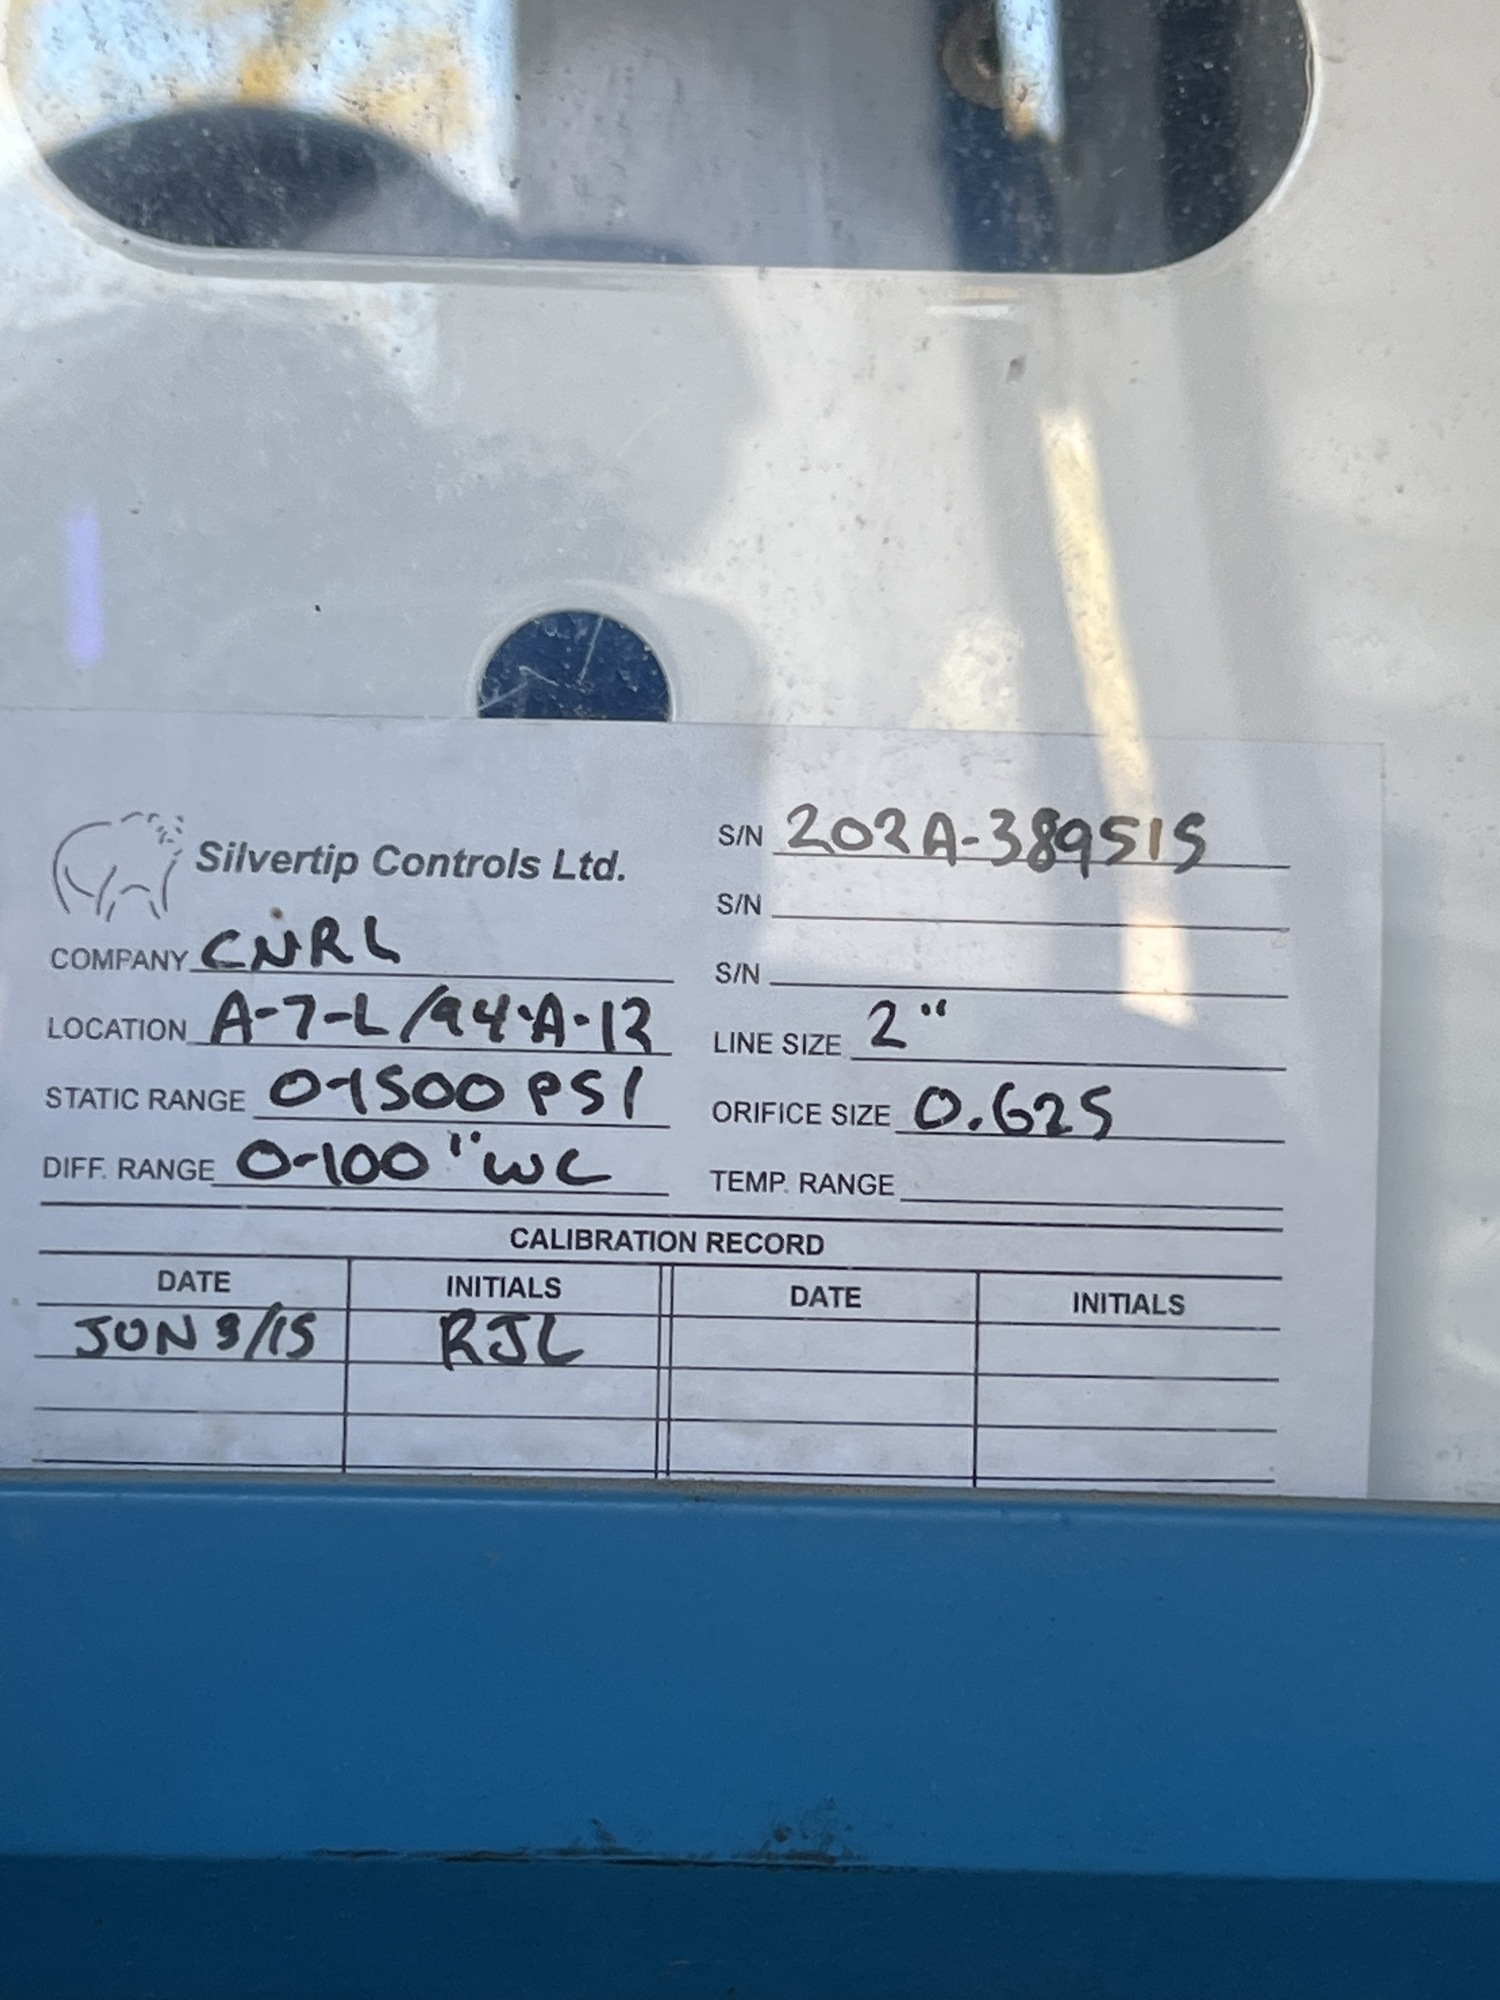 Silvertip Controls Ltd.
S/N 202A-389515
S/N
COMPANY CNRL
S/N
LOCATION A-7-L/94-A-12
LINE SIZE 2"
STATIC RANGE 0-1500 PSI
ORIFICE SIZE 0.625
DIFF. RANGE 0-100 "WC
TEMP. RANGE
CALIBRATION RECORD
DATE INITIALS DATE INITIALS
JUN 3/15 RJL